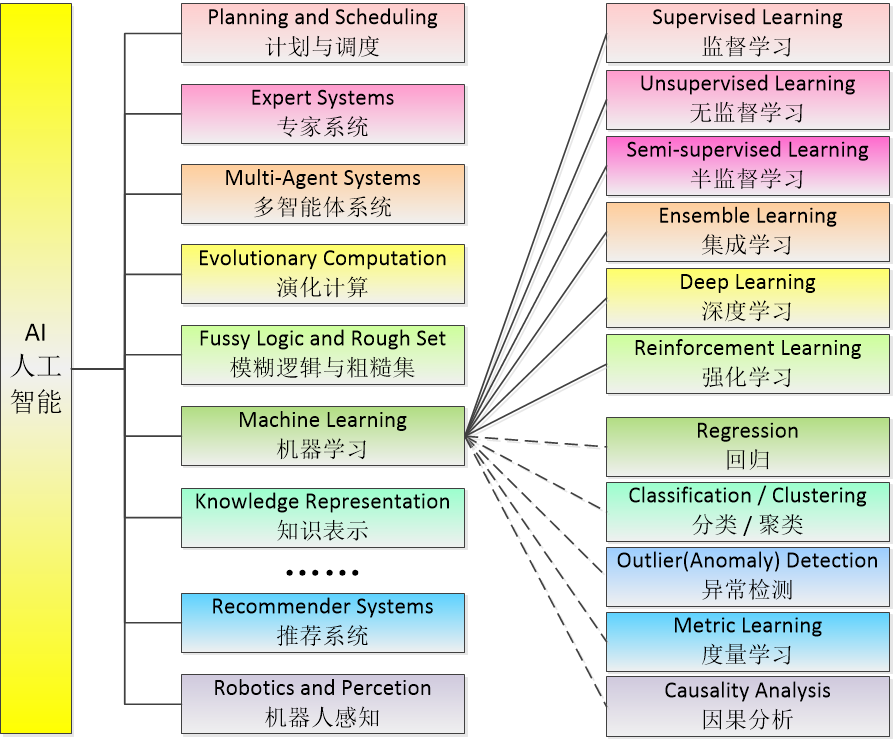 AI
人工
智能
Planning and Scheduling
计划与调度
Expert Systems
专家系统
Multi-Agent Systems
多智能体系统
Evolutionary Computation
演化计算
Fussy Logic and Rough Set
模糊逻辑与粗糙集
Machine Learning
机器学习
Knowledge Representation
知识表示
……
Recommender Systems
推荐系统
Robotics and Percetion
机器人感知
Supervised Learning
监督学习
Unsupervised Learning
无监督学习
Semi-supervised Learning
半监督学习
Ensemble Learning
集成学习
Deep Learning
深度学习
Reinforcement Learning
强化学习
Regression
回归
Classification / Clustering
分类 / 聚类
Outlier(Anomaly) Detection
异常检测
Metric Learning
度量学习
Causality Analysis
因果分析